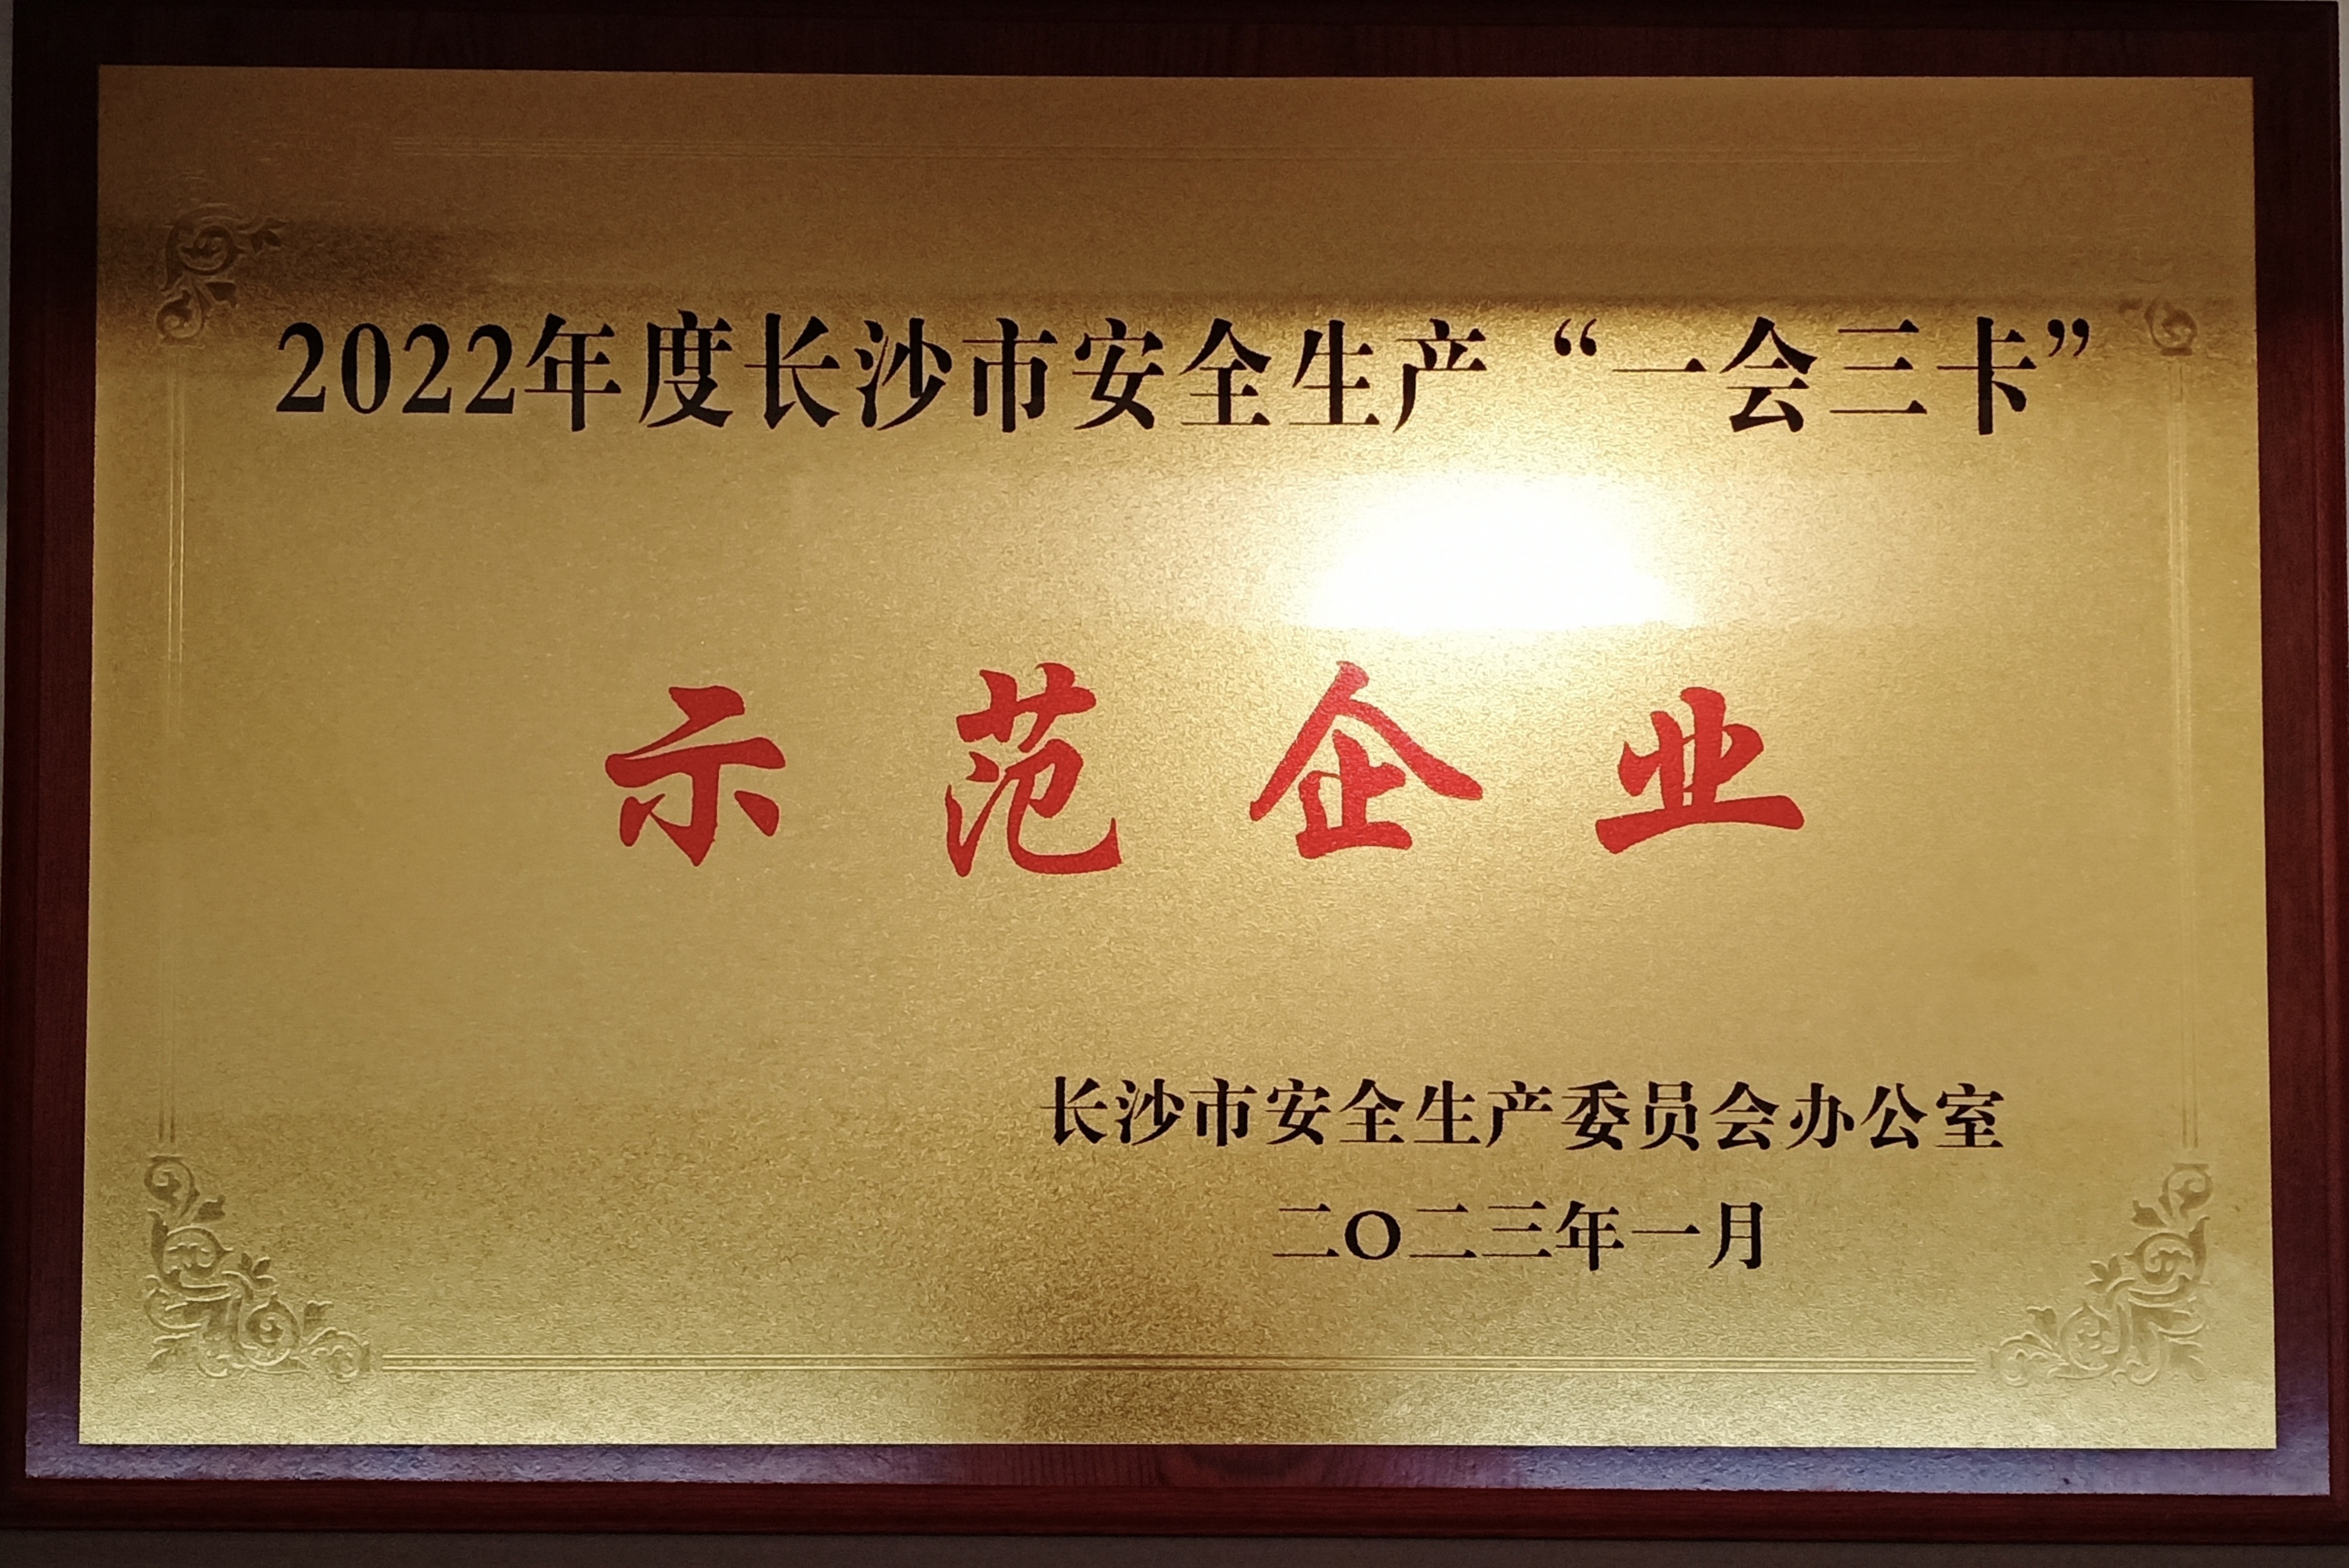 2022年度长沙市安全生产“一会三卡”
示范企业
长沙市安全生产委员会办公室
二〇二三年一月